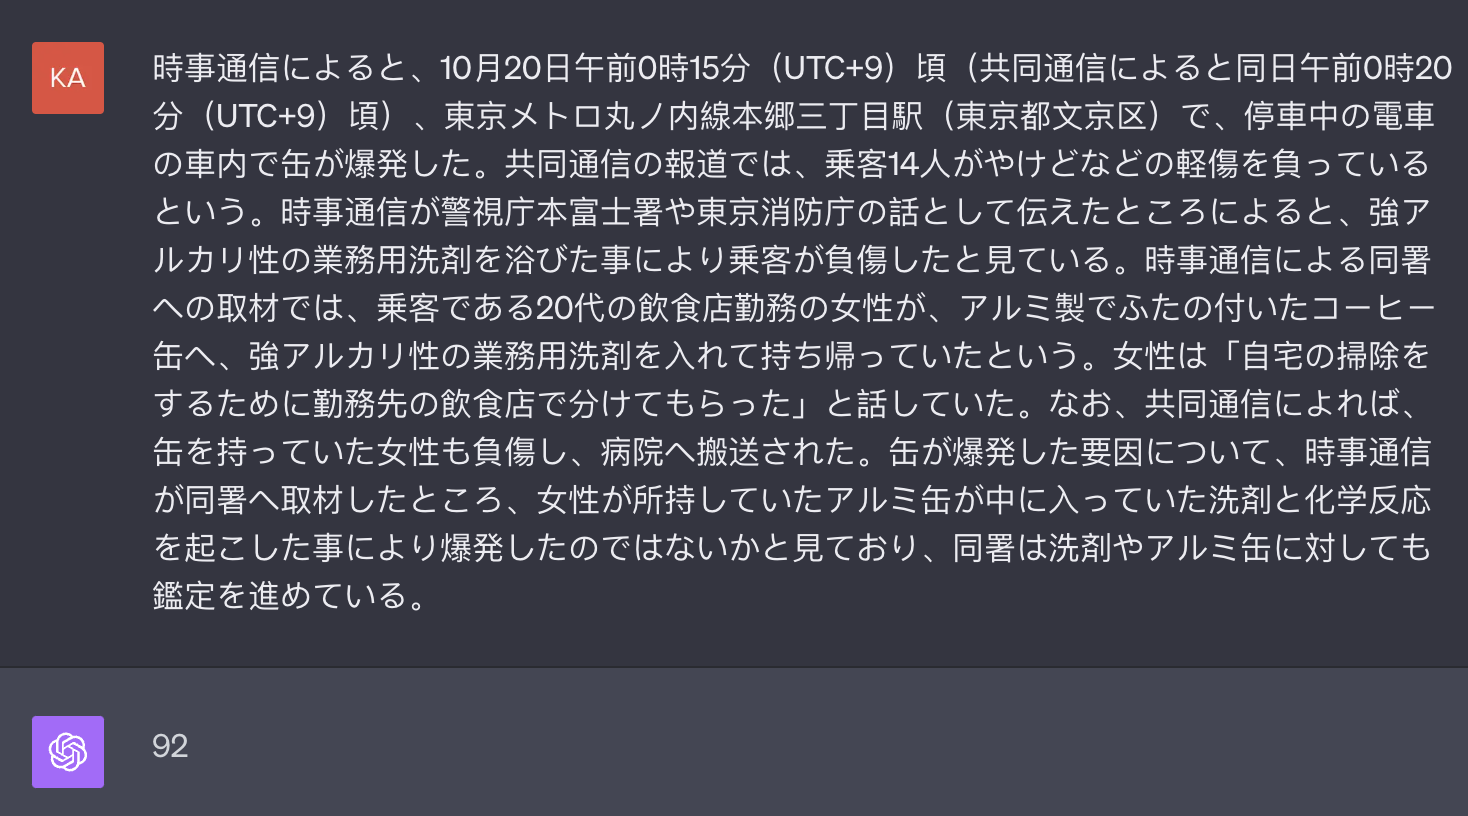 KA
時事通信によると、10月20日午前0時15分（UTC+9）頃（共同通信によると同日午前0時20
分（UTC+9）頃）、東京メトロ丸ノ内線本郷三丁目駅（東京都文京区）で、停車中の電車
の車内で缶が爆発した。共同通信の報道では、乗客14人がやけどなどの軽傷を負っている
という。時事通信が警視庁本富士署や東京消防庁の話として伝えたところによると、強ア
ルカリ性の業務用洗剤を浴びた事により乗客が負傷したと見ている。時事通信による同署
への取材では、乗客である20代の飲食店勤務の女性が、アルミ製でふたの付いたコーヒー
缶へ、強アルカリ性の業務用洗剤を入れて持ち帰っていたという。女性は「自宅の掃除を
するために勤務先の飲食店で分けてもらった」と話していた。なお、共同通信によれば、
缶を持っていた女性も負傷し、病院へ搬送された。缶が爆発した要因について、時事通信
が同署へ取材したところ、女性が所持していたアルミ缶が中に入っていた洗剤と化学反応
を起こした事により爆発したのではないかと見ており、同署は洗剤やアルミ缶に対しても
鑑定を進めている。
92